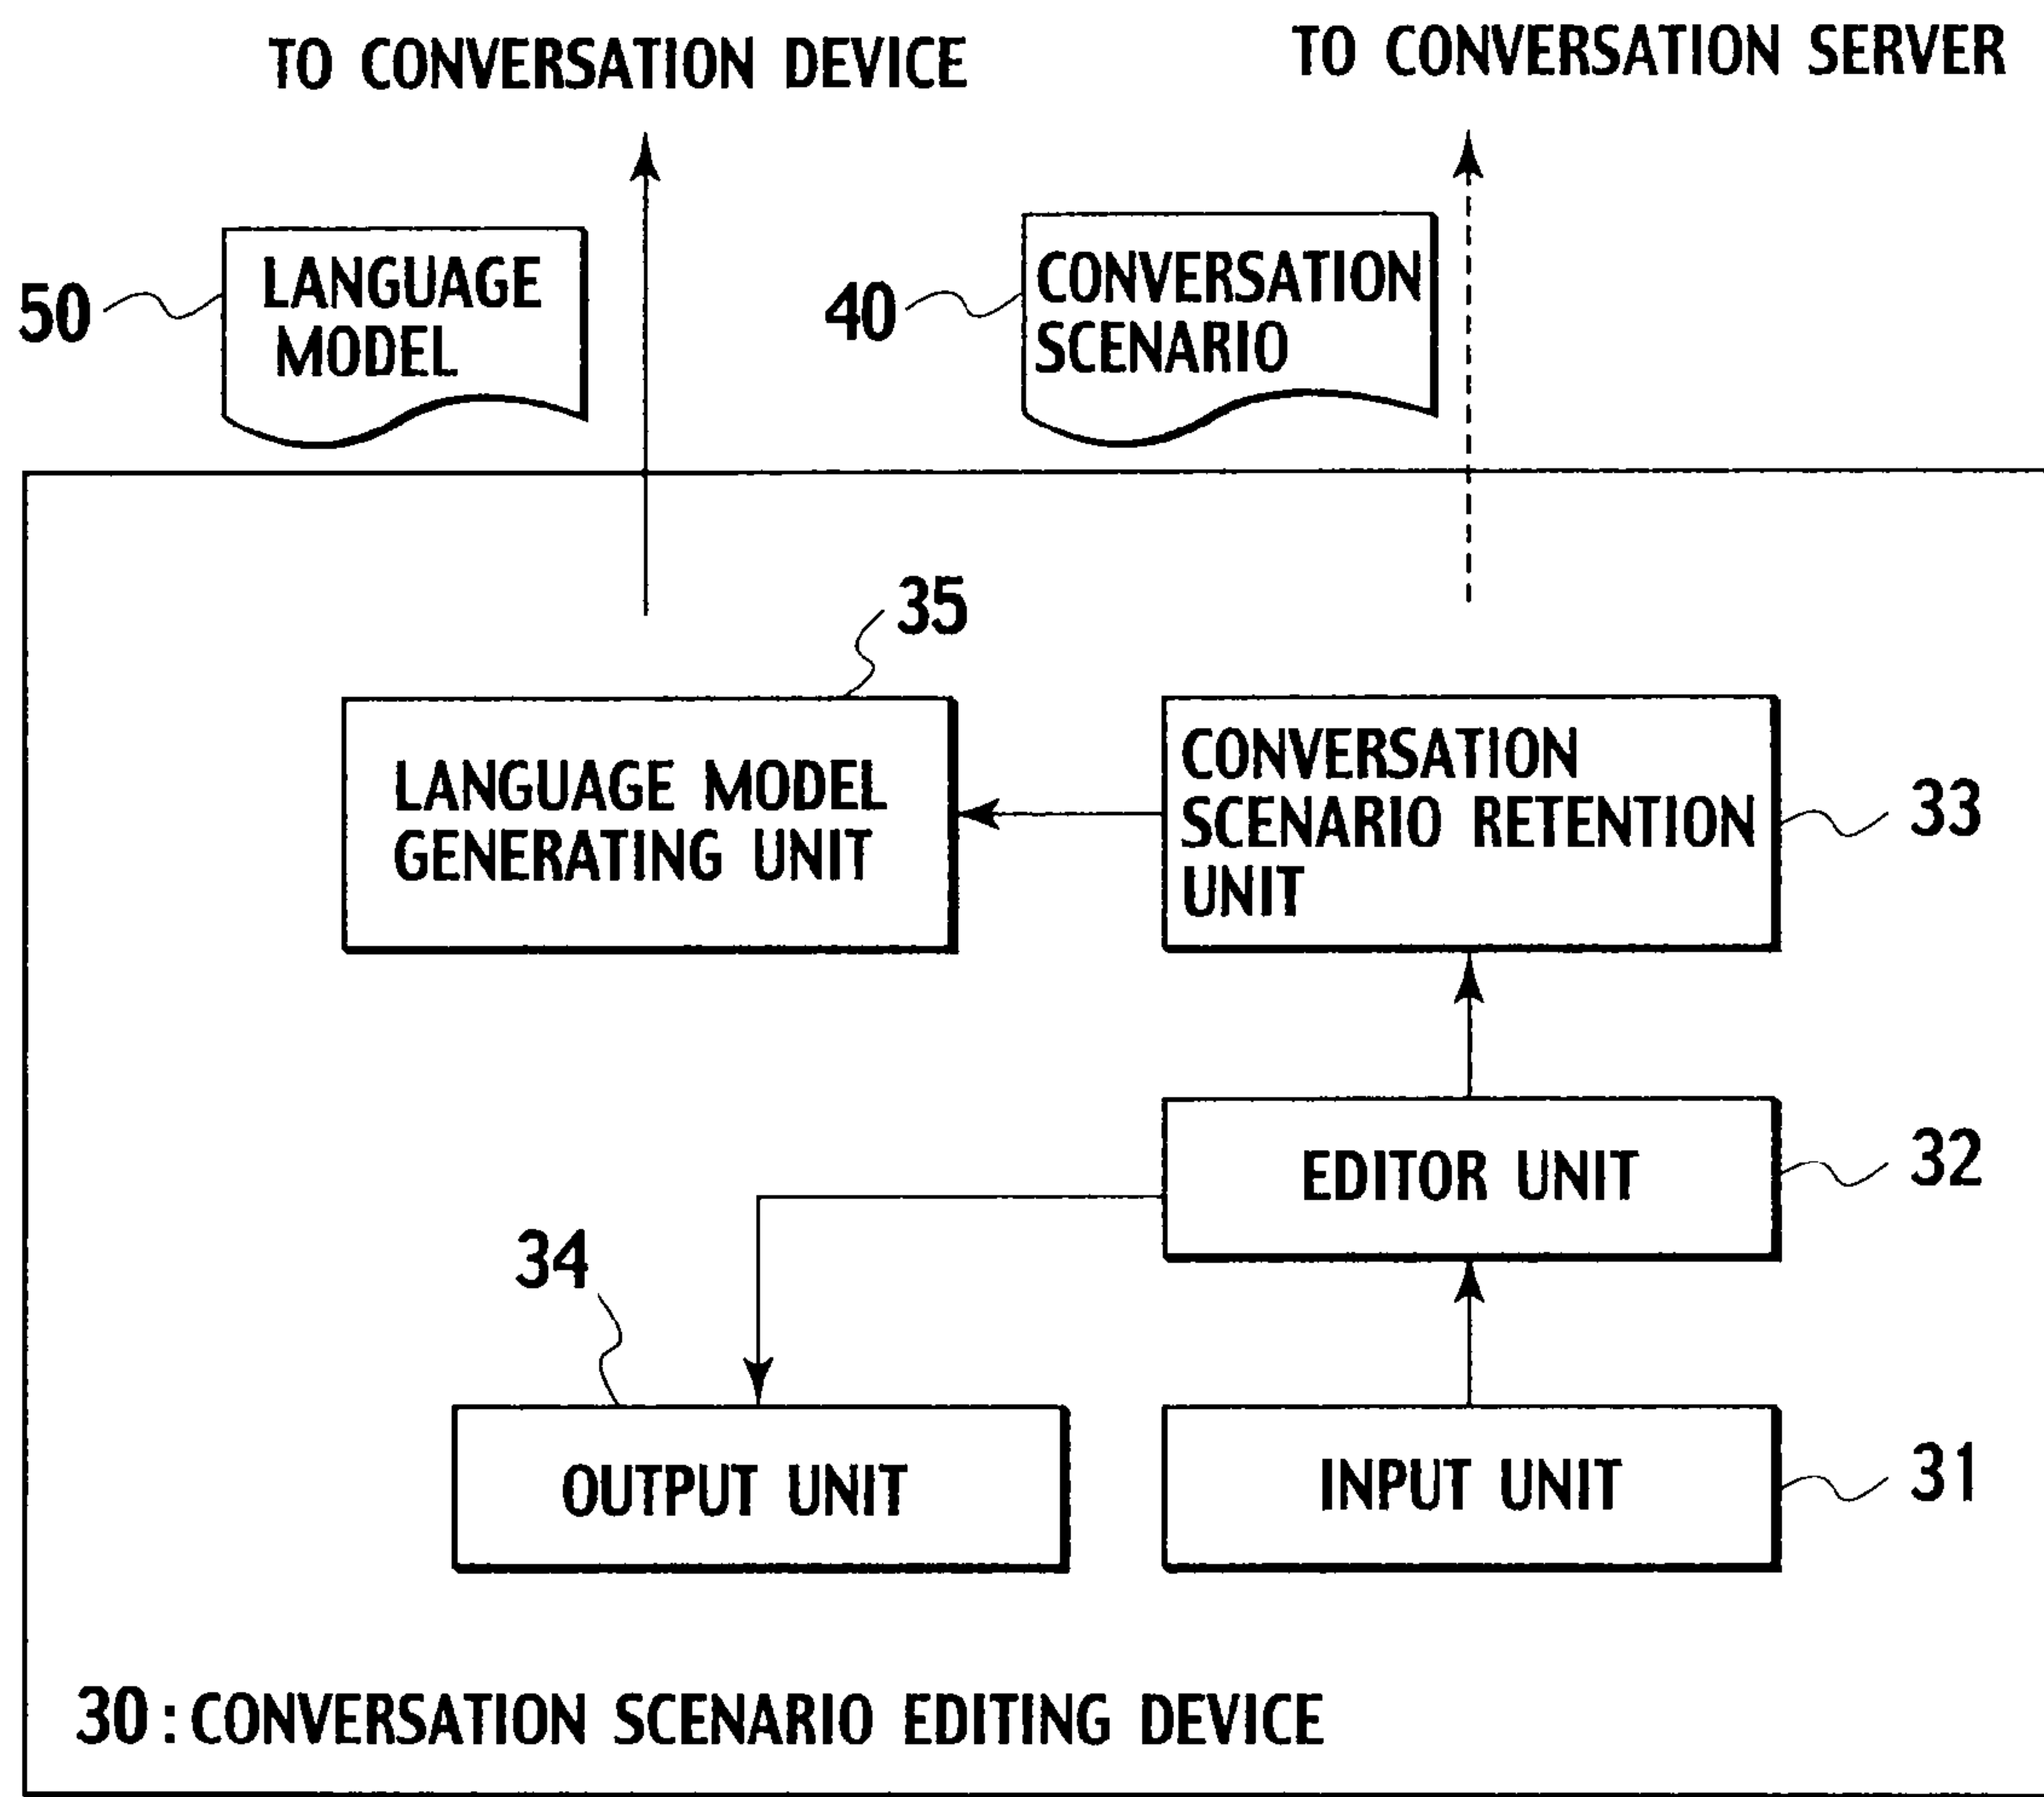 TO CONVERSATION DEVICE
TO CONVERSATION SERVER
50
LANGUAGE
MODEL
40
CONVERSATION
SCENARIO
35
LANGUAGE MODEL
GENERATING UNIT
CONVERSATION
SCENARIO RETENTION
UNIT
33
EDITOR UNIT
32
34
OUTPUT UNIT
INPUT UNIT
31
30 : CONVERSATION SCENARIO EDITING DEVICE